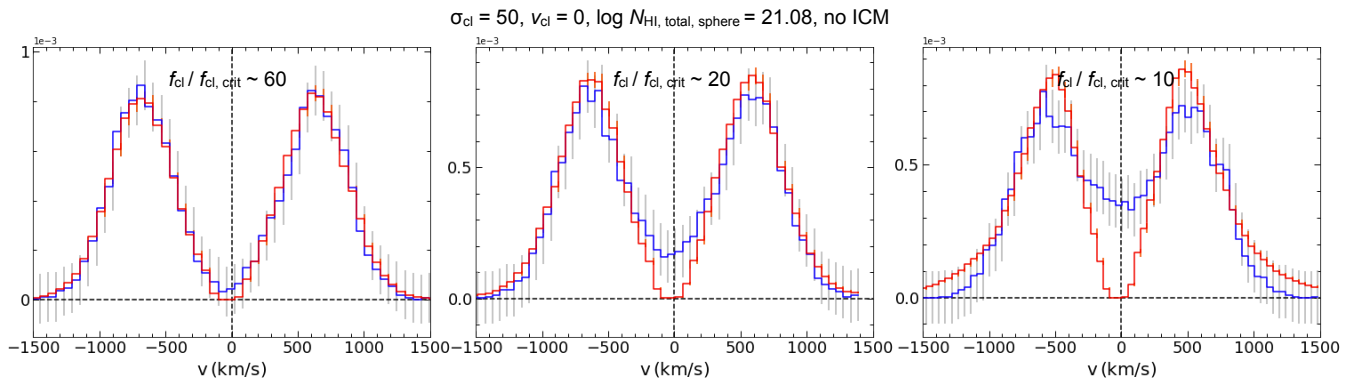 σcl = 50, vcl = 0, log NHI, total, sphere = 21.08, no ICM
1e−3
1e−3
1e−3
fcl / fcl, crit ~ 60
fcl / fcl, crit ~ 20
fcl / fcl, crit ~ 10
1
0
0.5
0.0
0.5
0.0
−1500 −1000 −500 0 500 1000 1500
−1500 −1000 −500 0 500 1000 1500
−1500 −1000 −500 0 500 1000 1500
v (km/s)
v (km/s)
v (km/s)